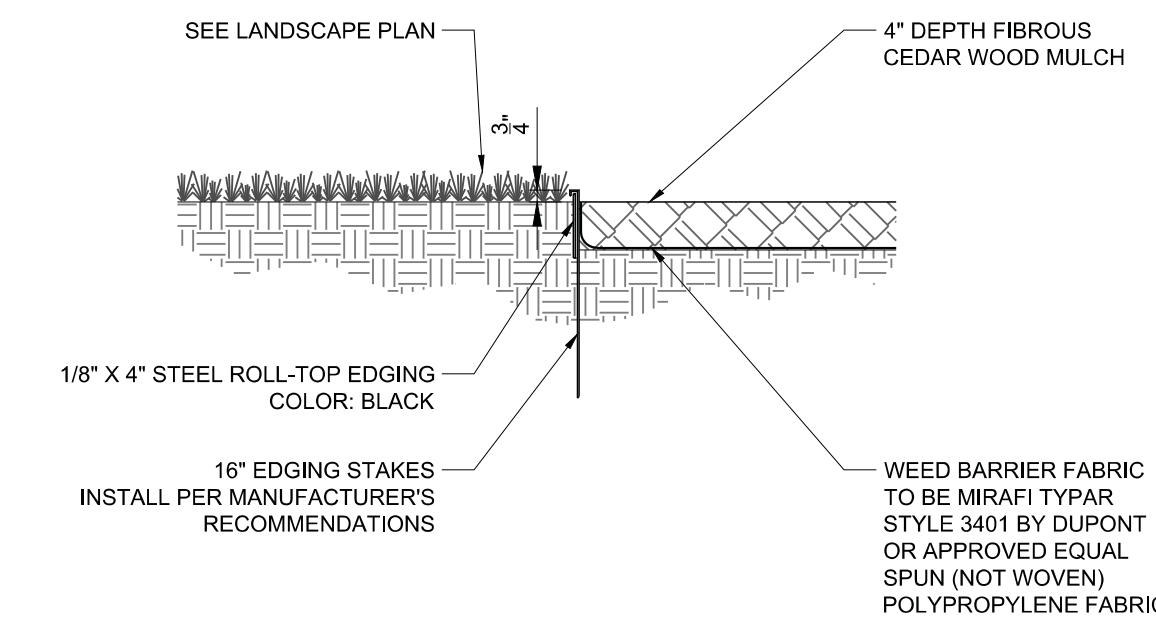 SEE LANDSCAPE PLAN
4" DEPTH FIBROUS
CEDAR WOOD MULCH
3/4"
1/8" X 4" STEEL ROLL-TOP EDGING
COLOR: BLACK
16" EDGING STAKES
INSTALL PER MANUFACTURER'S
RECOMMENDATIONS
WEED BARRIER FABRIC
TO BE MIRAFI TYPAR
STYLE 3401 BY DUPONT
OR APPROVED EQUAL
SPUN (NOT WOVEN)
POLYPROPYLENE FABRIC